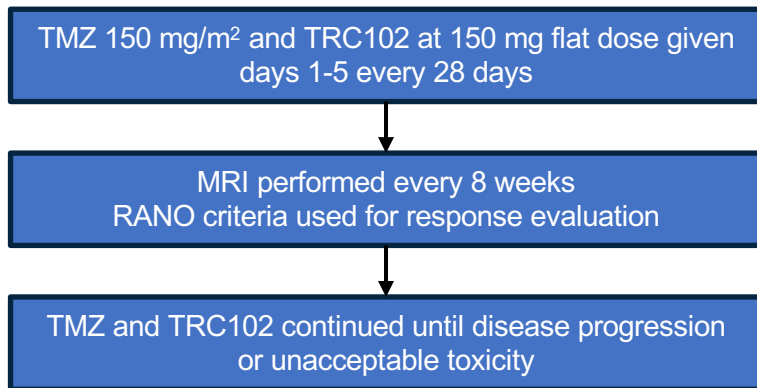 TMZ 150 mg/m² and TRC102 at 150 mg flat dose given
days 1-5 every 28 days
MRI performed every 8 weeks
RANO criteria used for response evaluation
TMZ and TRC102 continued until disease progression
or unacceptable toxicity